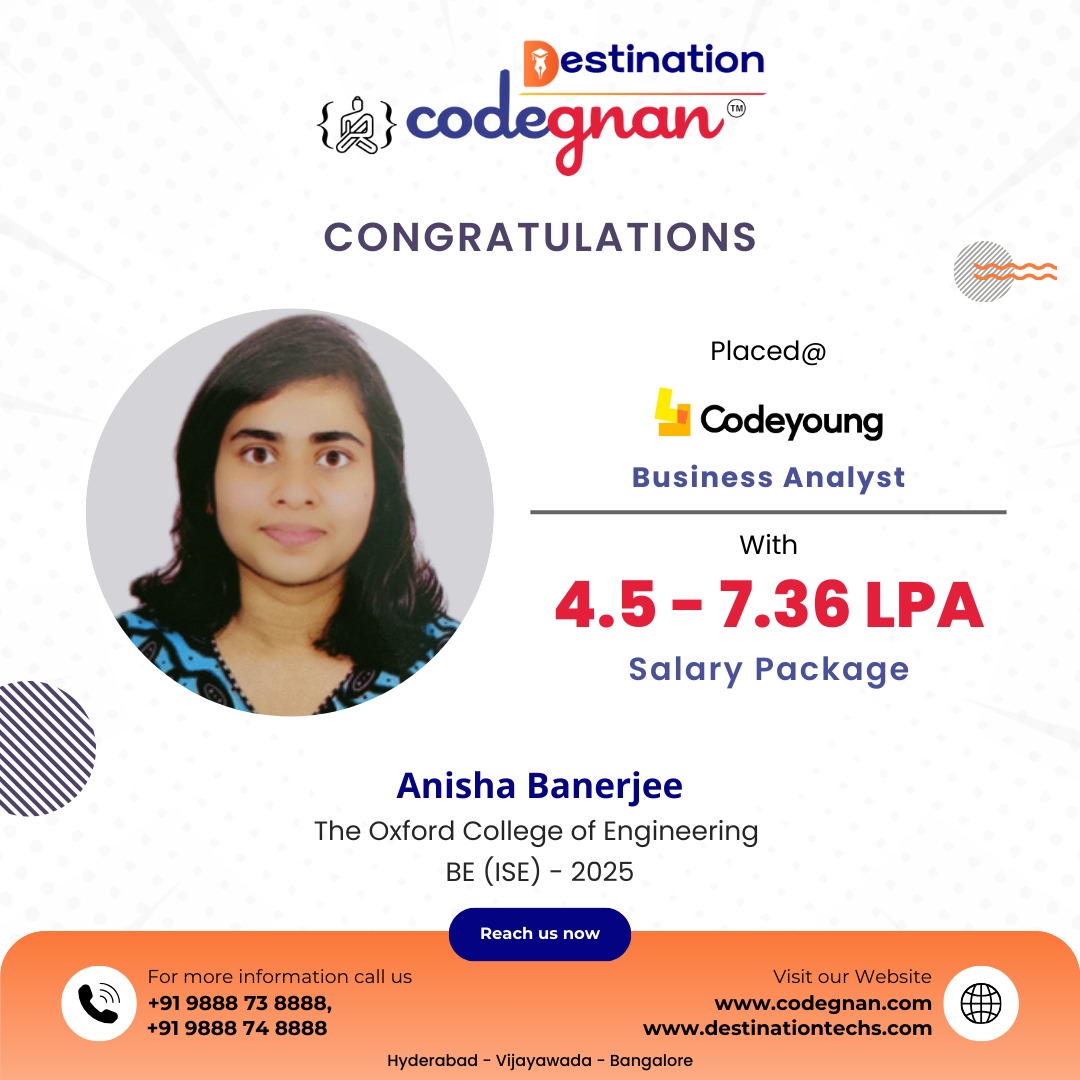 Destination
codegnan™
CONGRATULATIONS
Placed@
Codeyoung
Business Analyst
With
4.5 - 7.36 LPA
Salary Package
Anisha Banerjee
The Oxford College of Engineering
BE (ISE) - 2025
Reach us now
For more information call us
+91 9888 73 8888,
+91 9888 74 8888
Visit our Website
www.codegnan.com
www.destinationtechs.com
Hyderabad - Vijayawada - Bangalore